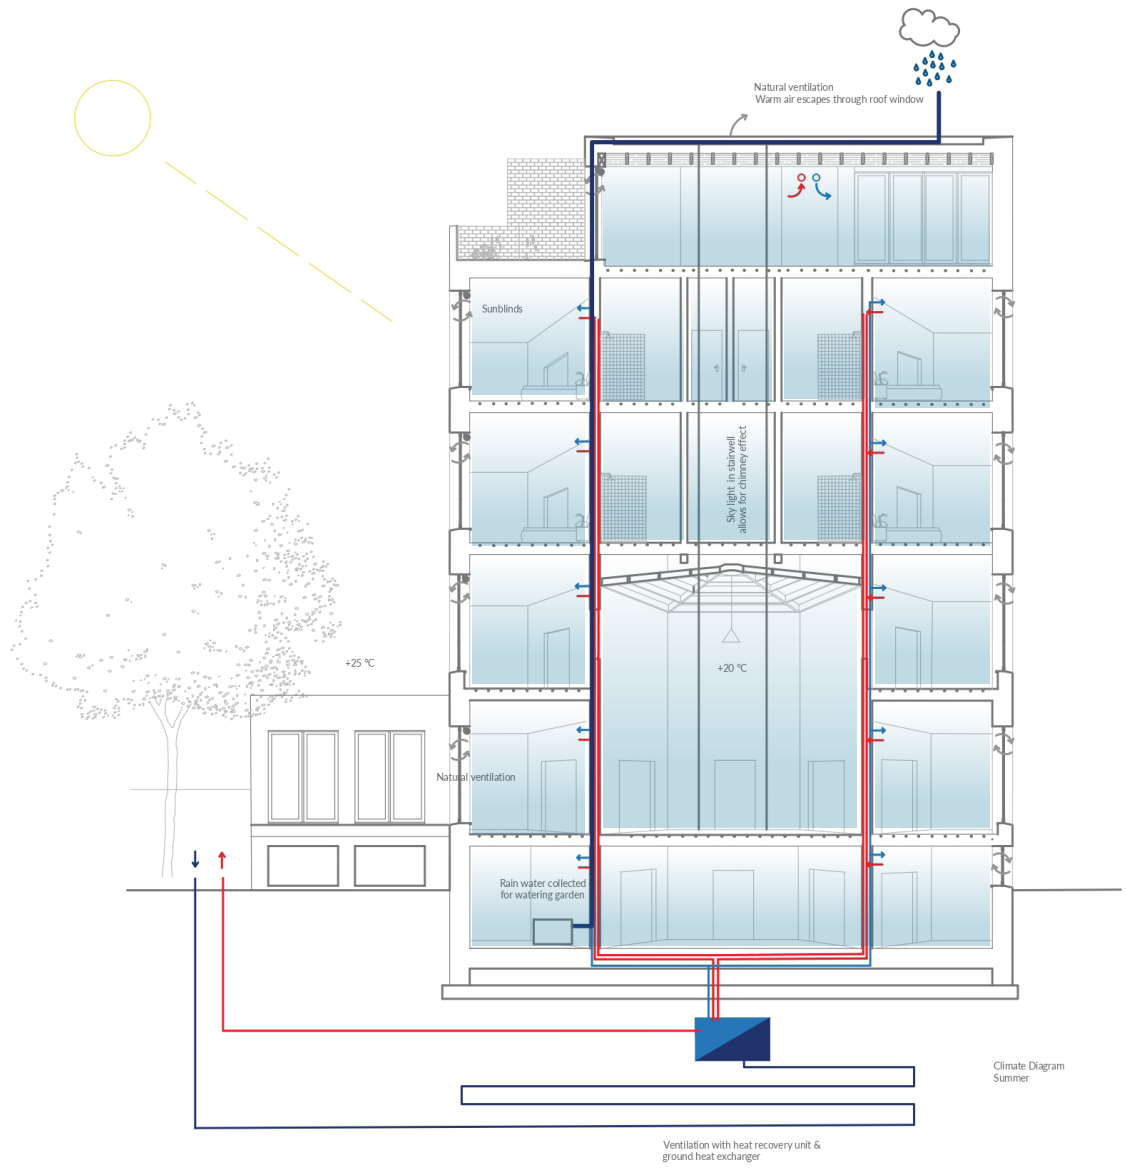 Natural ventilation
Warm air escapes through roof window
Sunblinds
Sky light in stairwell
allows for chimney effect
+25 °C
+20 °C
Natural ventilation
Rain water collected
for watering garden
Climate Diagram
Summer
Ventilation with heat recovery unit &
ground heat exchanger